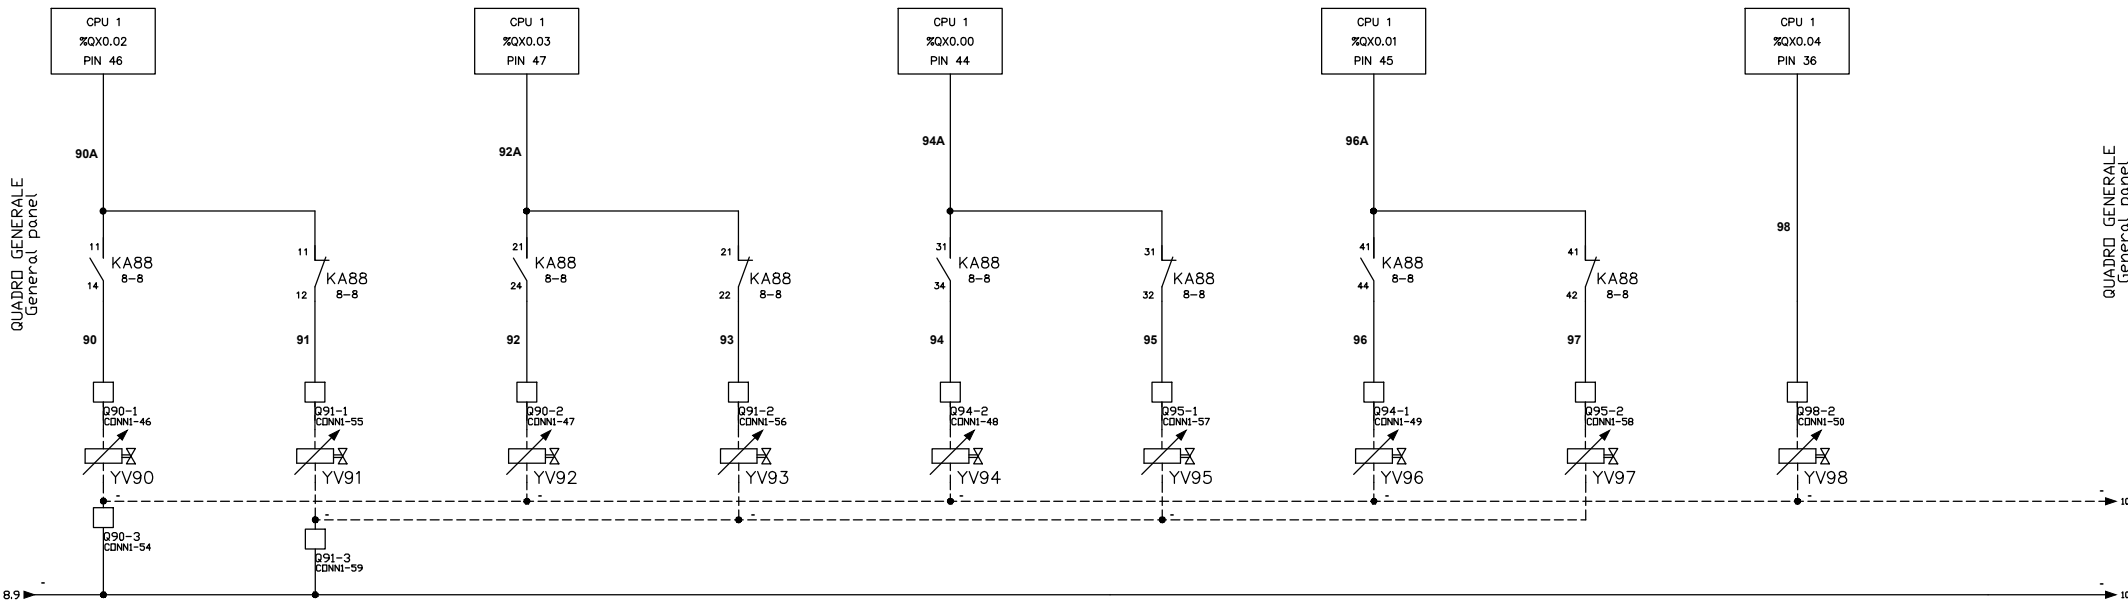 CPU 1
%QX0.02
PIN 46
CPU 1
%QX0.03
PIN 47
CPU 1
%QX0.00
PIN 44
CPU 1
%QX0.01
PIN 45
CPU 1
%QX0.04
PIN 36
QUADRO GENERALE
General panel
90A
92A
94A
96A
98
QUADRO GENERALE
General panel
11
KA88
8-8
14
11
KA88
8-8
12
21
KA88
8-8
24
21
KA88
8-8
22
31
KA88
8-8
34
31
KA88
8-8
32
41
KA88
8-8
44
41
KA88
8-8
42
90
91
92
93
94
95
96
97
Q90-1
CONN1-46
Q91-1
CONN1-55
Q90-2
CONN1-47
Q91-2
CONN1-56
Q94-2
CONN1-48
Q95-1
CONN1-57
Q94-1
CONN1-49
Q95-2
CONN1-58
Q98-2
CONN1-50
YV90
YV91
YV92
YV93
YV94
YV95
YV96
YV97
YV98
- - - - - -
10
- - -
Q90-3
CONN1-54
Q91-3
CONN1-59
8.9
- -